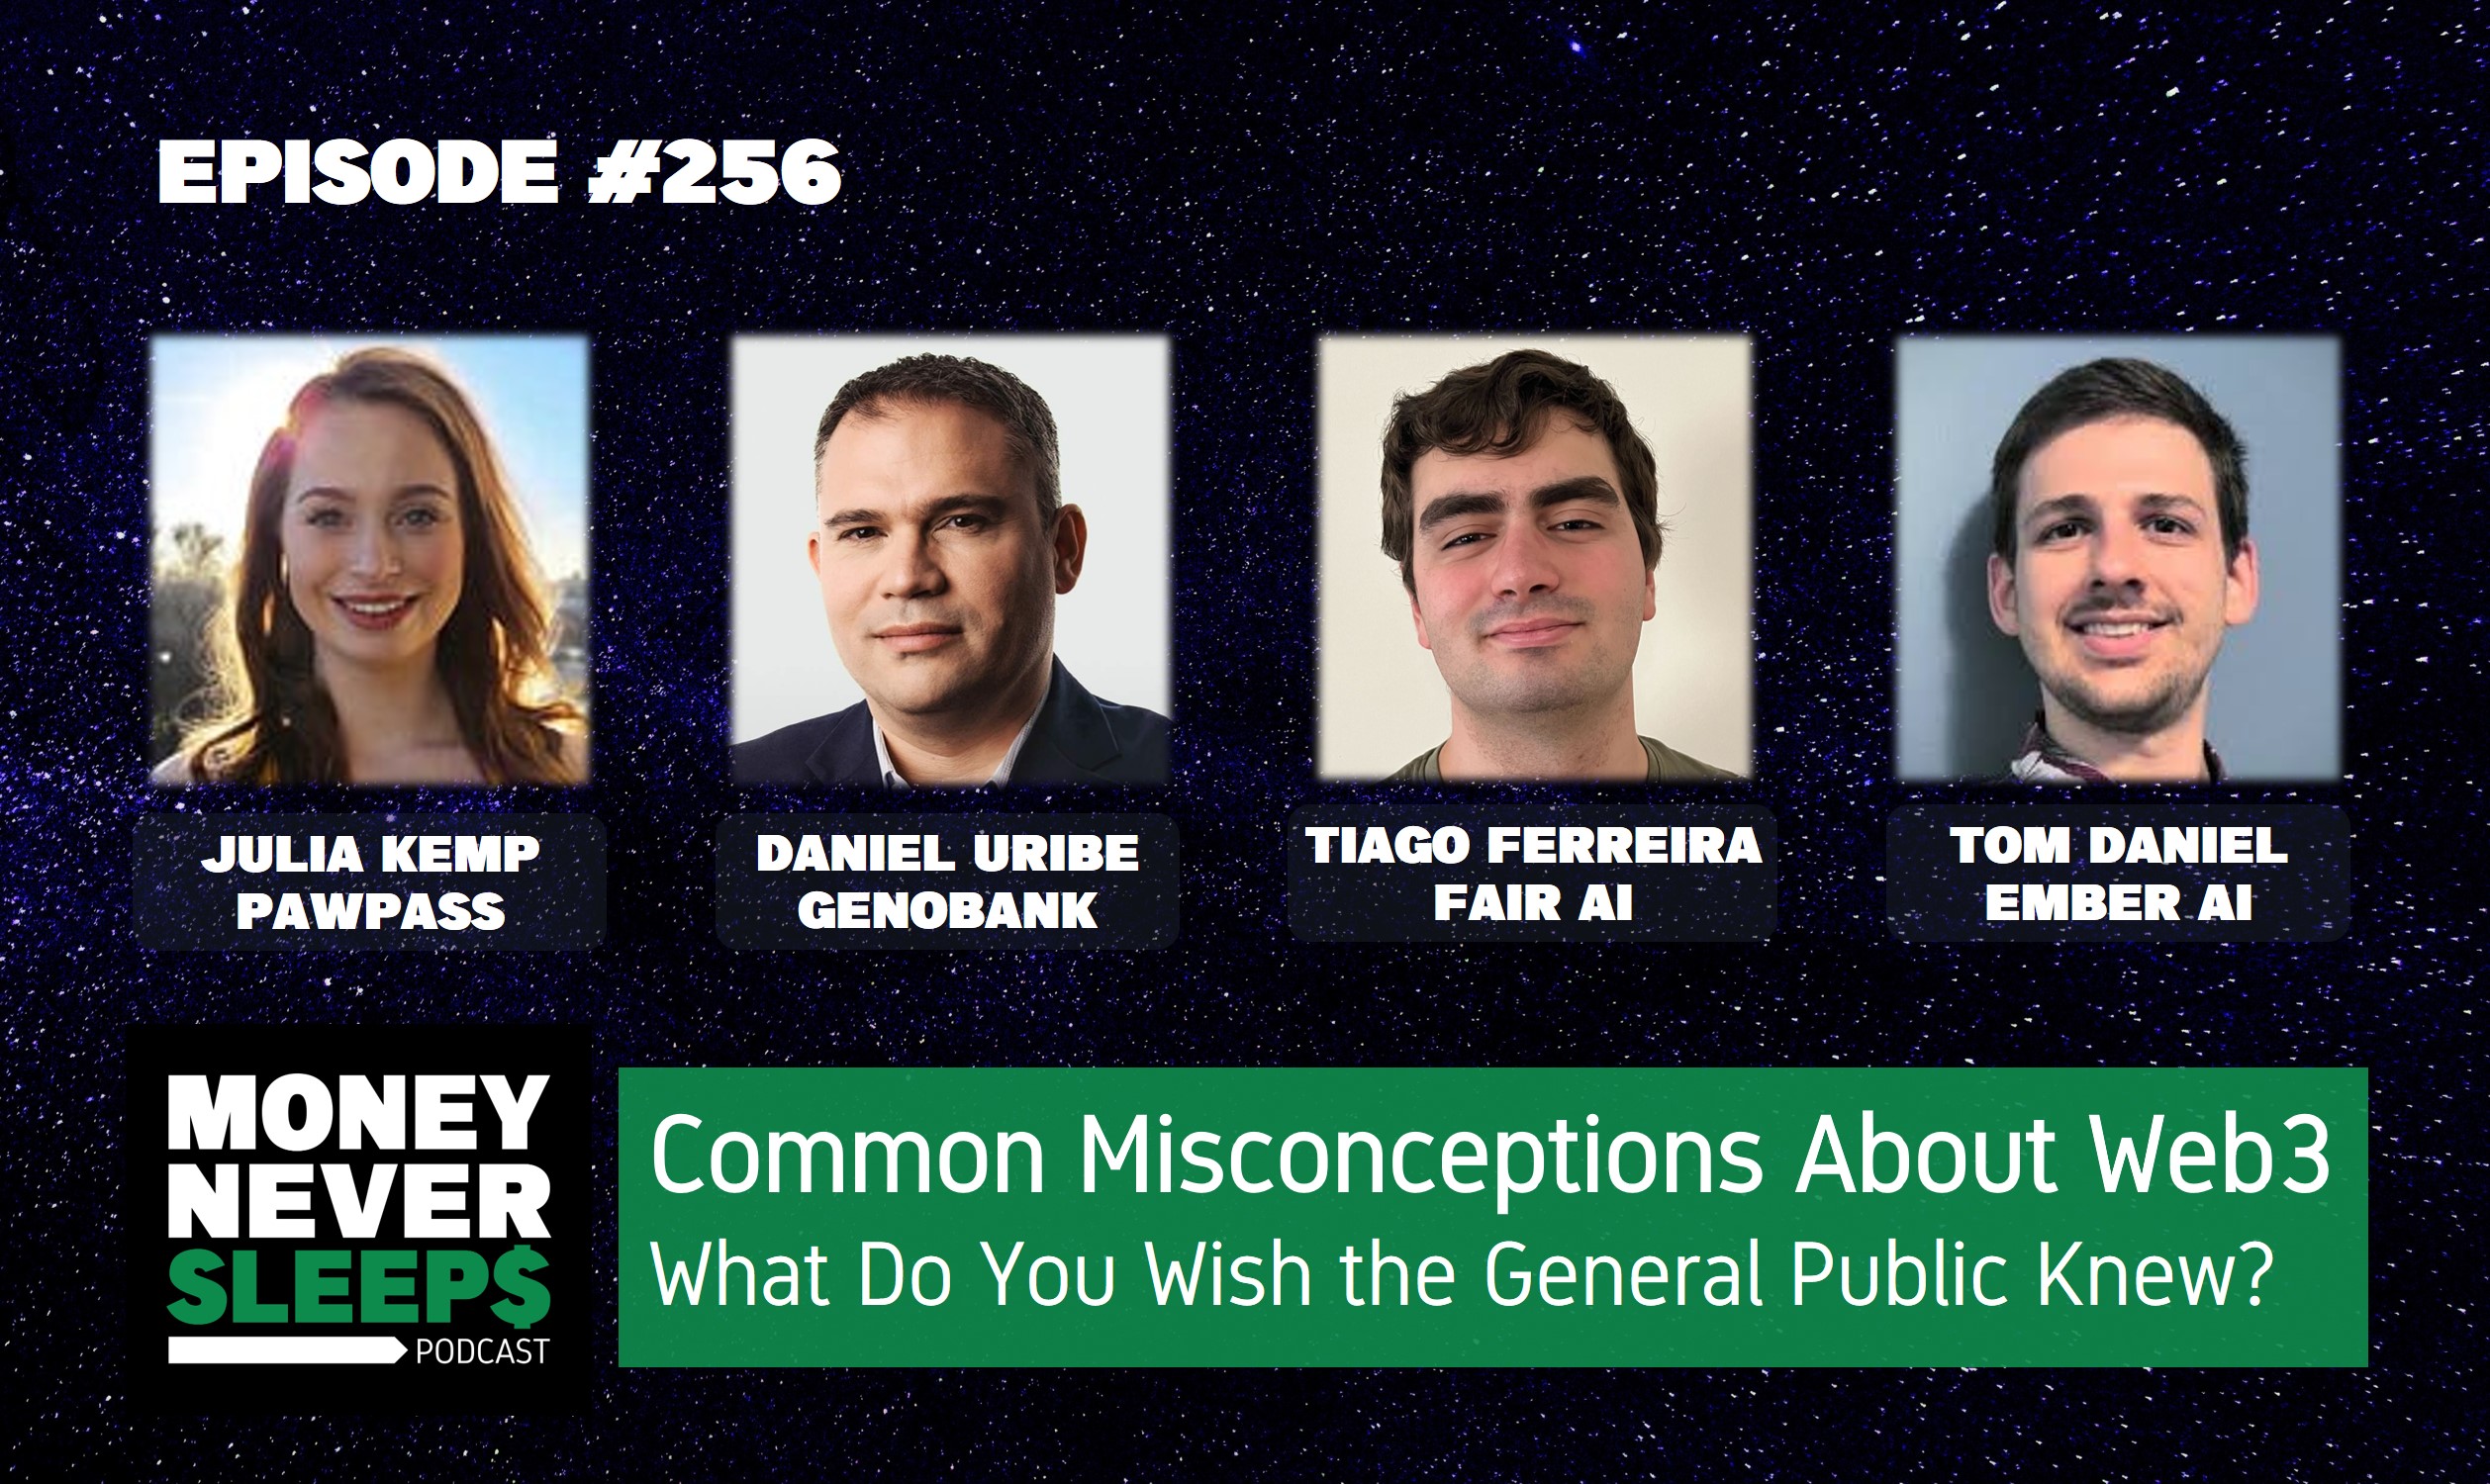 EPISODE #256
JULIA KEMP
PAWPASS
DANIEL URIBE
GENOBANK
TIAGO FERREIRA
FAIR AI
TOM DANIEL
EMBER AI
MONEY
NEVER
SLEEP$
PODCAST
Common Misconceptions About Web3
What Do You Wish the General Public Knew?